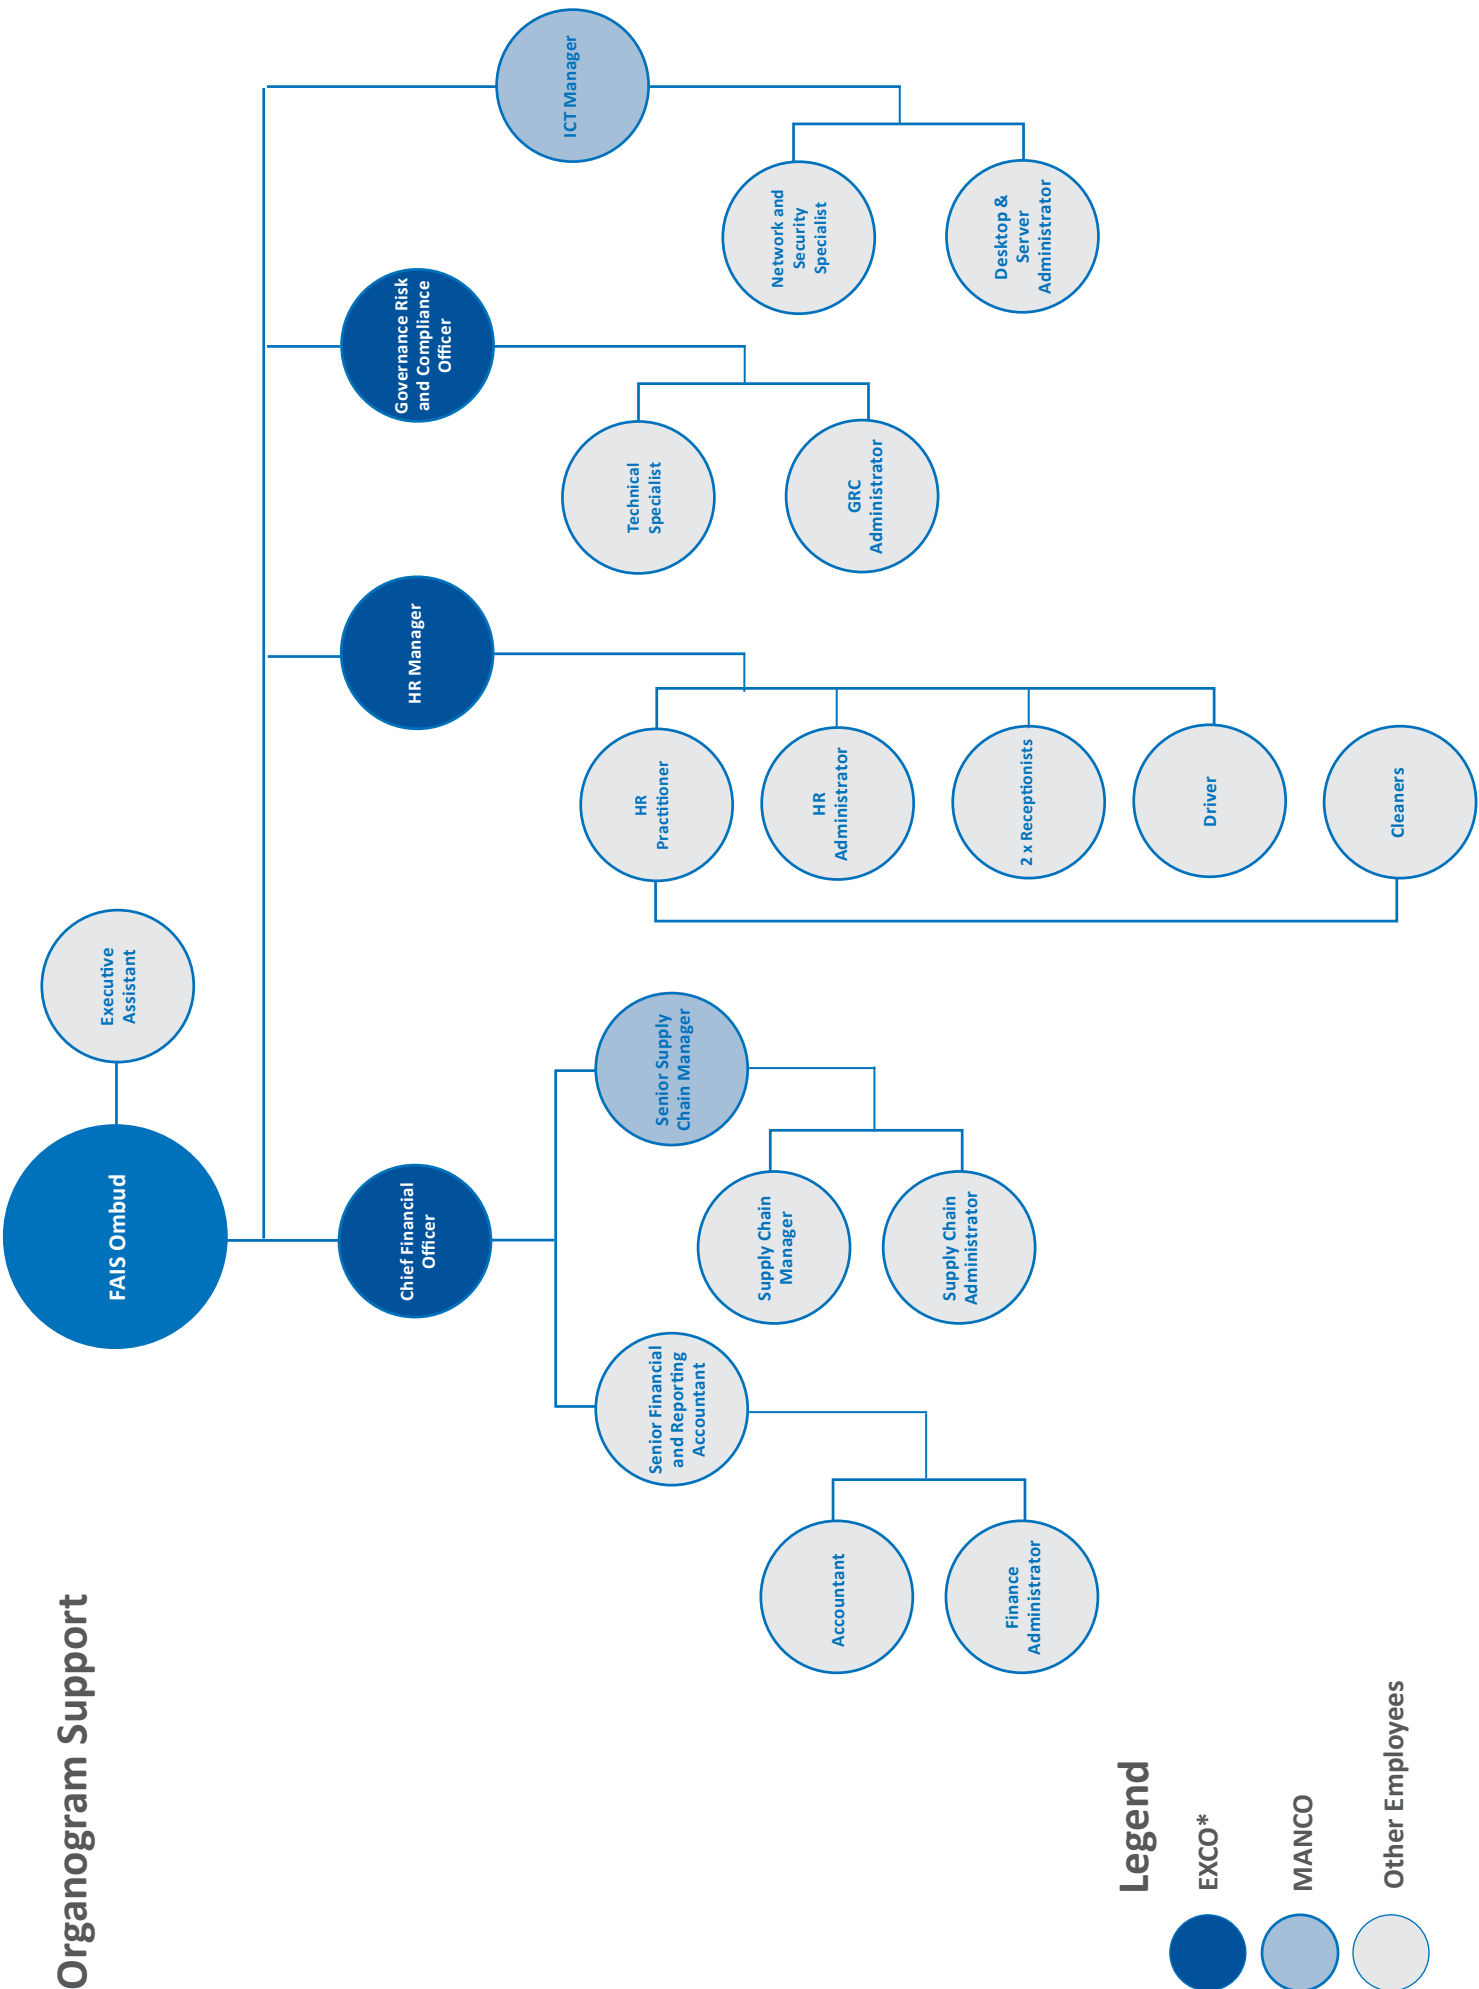 Organogram Support
FAIS Ombud
Executive
Assistant
Chief Financial
Officer
HR Manager
Governance Risk
and Compliance
Officer
ICT Manager
Senior Financial
and Reporting
Accountant
Senior Supply
Chain Manager
Accountant
Finance
Administrator
Supply Chain
Manager
Supply Chain
Administrator
HR
Practitioner
HR
Administrator
2 x Receptionists
Driver
Cleaners
Technical
Specialist
GRC
Administrator
Network and
Security
Specialist
Desktop &
Server
Administrator
Legend
EXCO*
MANCO
Other Employees